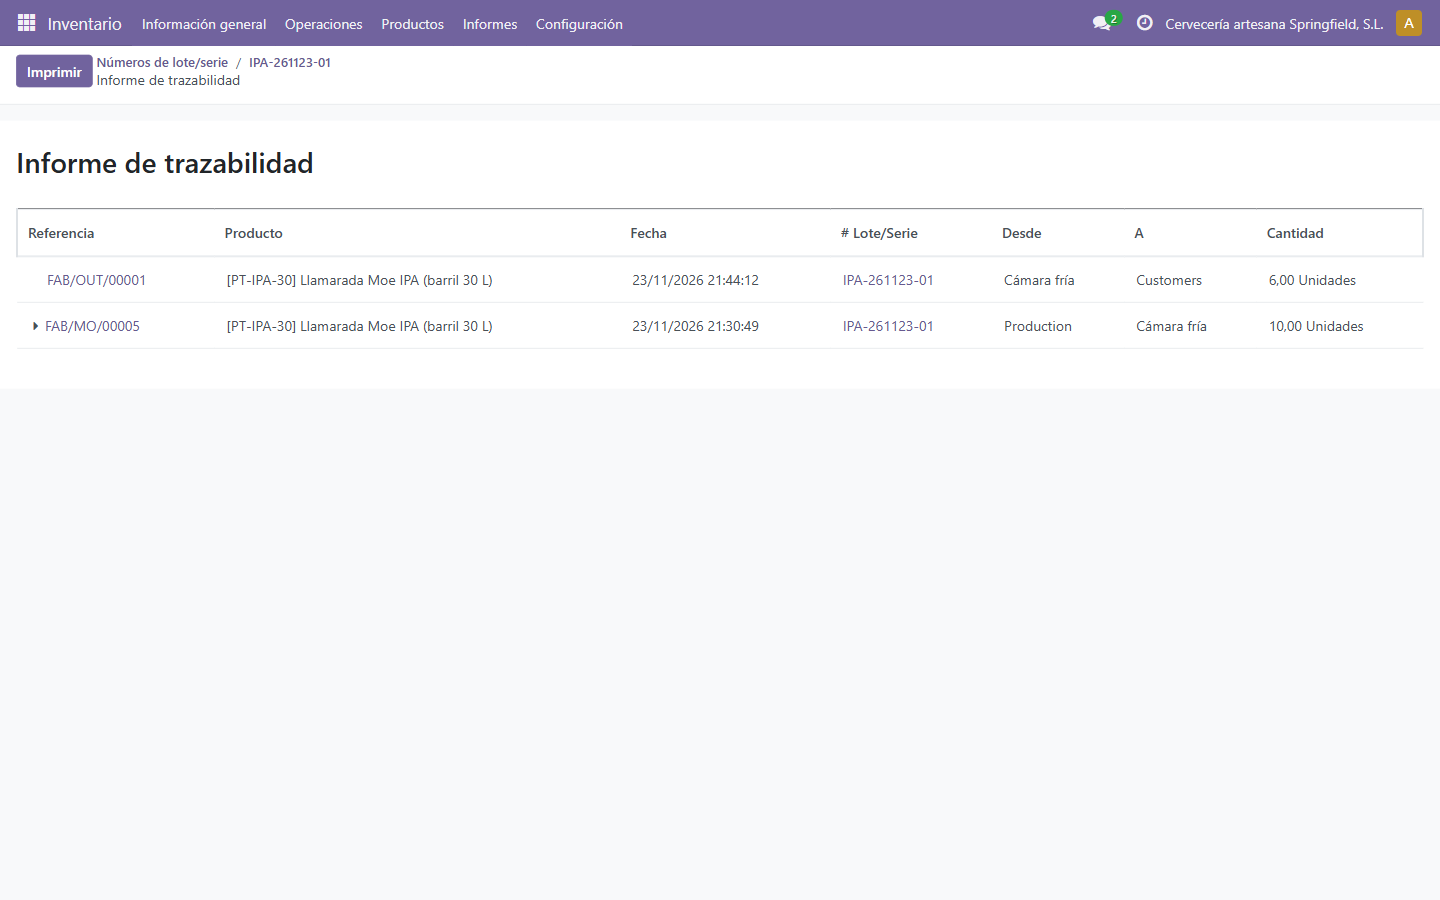 Inventario Información general Operaciones Productos Informes Configuración 2 Cervecería artesana Springfield, S.L. A
Imprimir Números de lote/serie / IPA-261123-01
Informe de trazabilidad
Informe de trazabilidad
Referencia Producto Fecha # Lote/Serie Desde A Cantidad
FAB/OUT/00001 [PT-IPA-30] Llamarada Moe IPA (barril 30 L) 23/11/2026 21:44:12 IPA-261123-01 Cámara fría Customers 6,00 Unidades
FAB/MO/00005 [PT-IPA-30] Llamarada Moe IPA (barril 30 L) 23/11/2026 21:30:49 IPA-261123-01 Production Cámara fría 10,00 Unidades